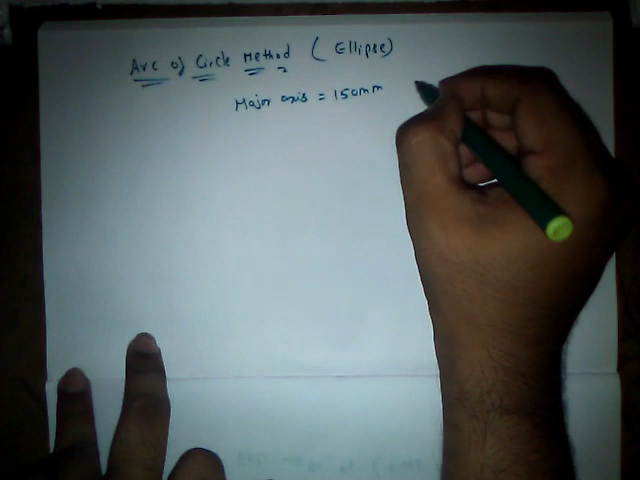 Arc of Circle Method (Ellipse)
Major axis = 150mm